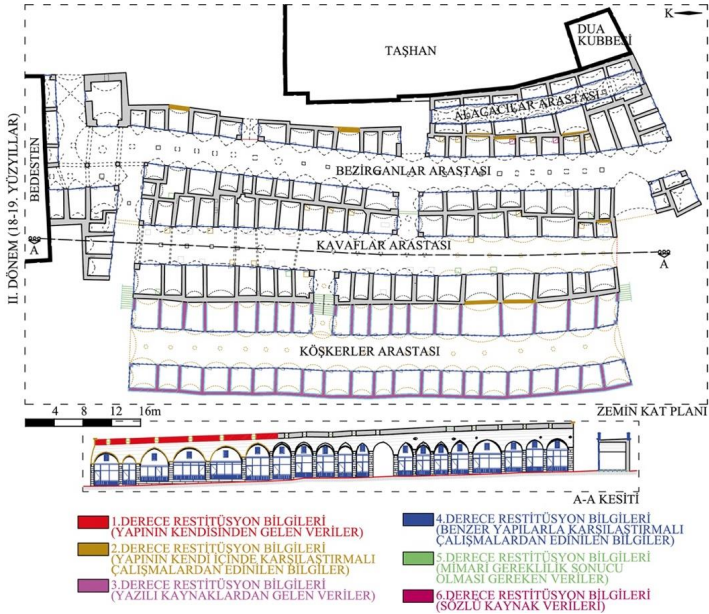 K
TAŞHAN
DUA
KUBBESİ
ALACACILAR ARASTASI
BEZİRGANLAR ARASTASI
BEDESTEN
II. DÖNEM (18-19. YÜZYILLAR)
KAVAFLAR ARASTASI
A
A
KÖŞKERLER ARASTASI
4 8 12 16m
ZEMİN KAT PLANI
A-A KESİTİ
1.DERECE RESTİTÜSYON BİLGİLERİ
(YAPININ KENDİSİNDEN GELEN VERİLER)
2.DERECE RESTİTÜSYON BİLGİLERİ
(YAPININ KENDİ İÇİNDE KARŞILAŞTIRMALI
ÇALIŞMALARDAN EDİNİLEN BİLGİLER)
3.DERECE RESTİTÜSYON BİLGİLERİ
(YAZILI KAYNAKLARDAN GELEN VERİLER)
4.DERECE RESTİTÜSYON BİLGİLERİ
(BENZER YAPILARLA KARŞILAŞTIRMALI
ÇALIŞMALARDAN EDİNİLEN BİLGİLER)
5.DERECE RESTİTÜSYON BİLGİLERİ
(MİMARİ GEREKLİLİK SONUCU
OLMASI GEREKEN VERİLER)
6.DERECE RESTİTÜSYON BİLGİLERİ
(SÖZLÜ KAYNAK VERİLERİ)